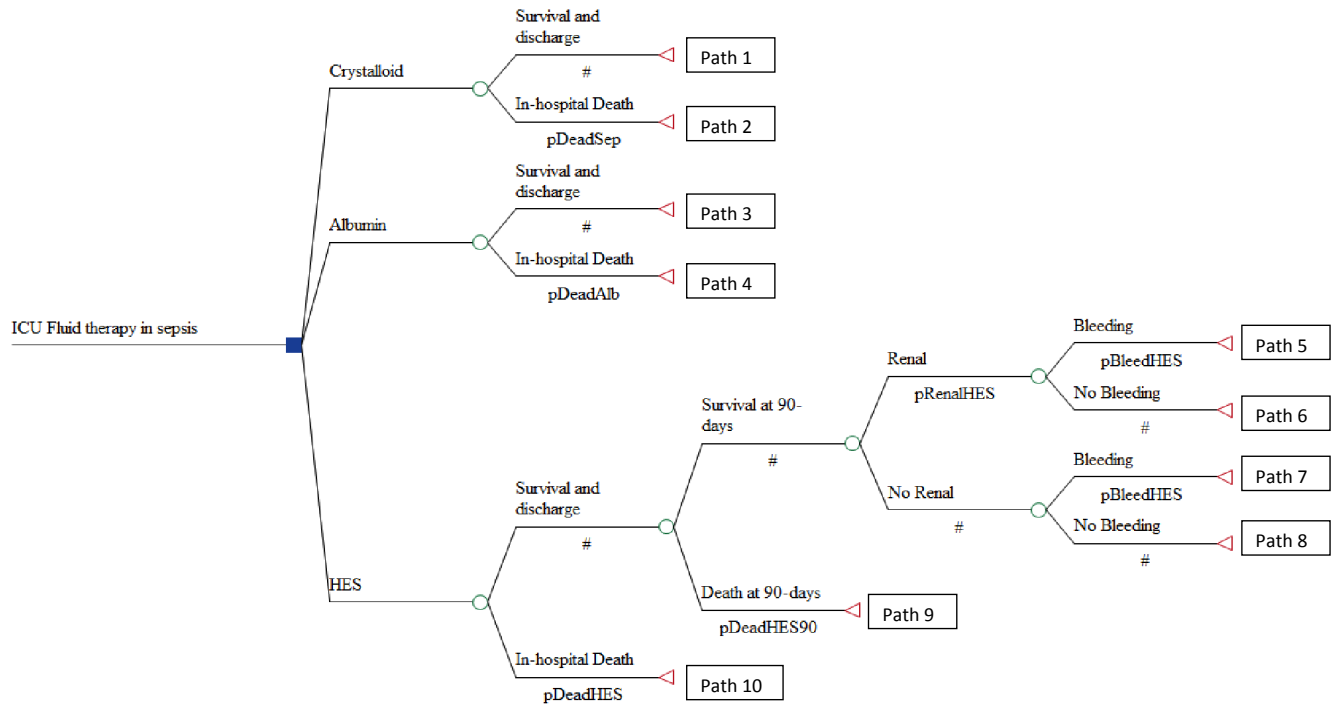 Survival and
discharge
#
Path 1
Crystalloid
In-hospital Death
pDeadSep
Path 2
Survival and
discharge
#
Path 3
Albumin
In-hospital Death
pDeadAlb
Path 4
ICU Fluid therapy in sepsis
Bleeding
pBleedHES
Path 5
Renal
pRenalHES
No Bleeding
#
Path 6
Survival at 90-
days
#
Bleeding
pBleedHES
Path 7
No Renal
#
No Bleeding
#
Path 8
Survival and
discharge
#
HES
Death at 90-days
pDeadHES90
Path 9
In-hospital Death
pDeadHES
Path 10